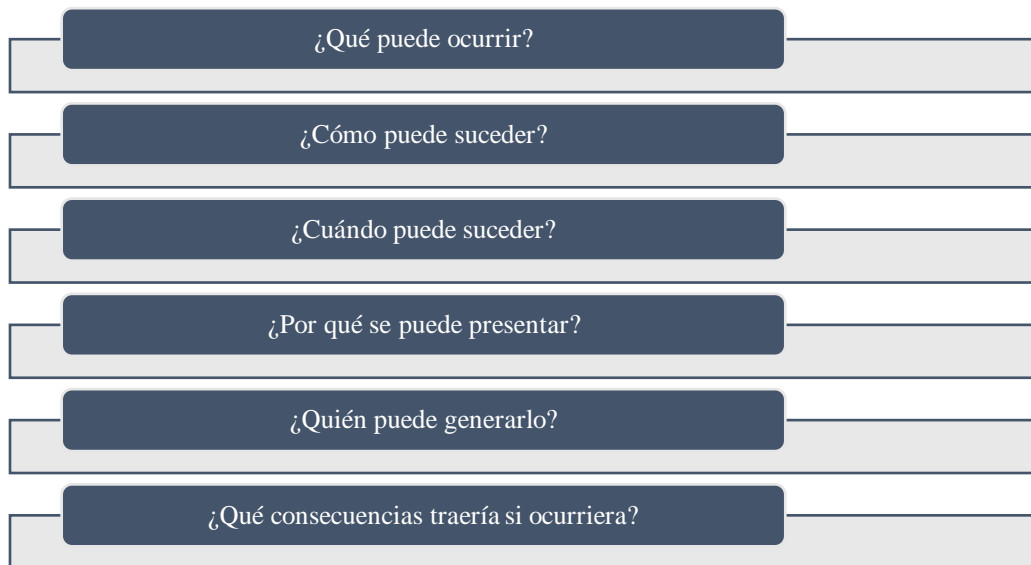 ¿Qué puede ocurrir?
¿Cómo puede suceder?
¿Cuándo puede suceder?
¿Por qué se puede presentar?
¿Quién puede generarlo?
¿Qué consecuencias traería si ocurriera?